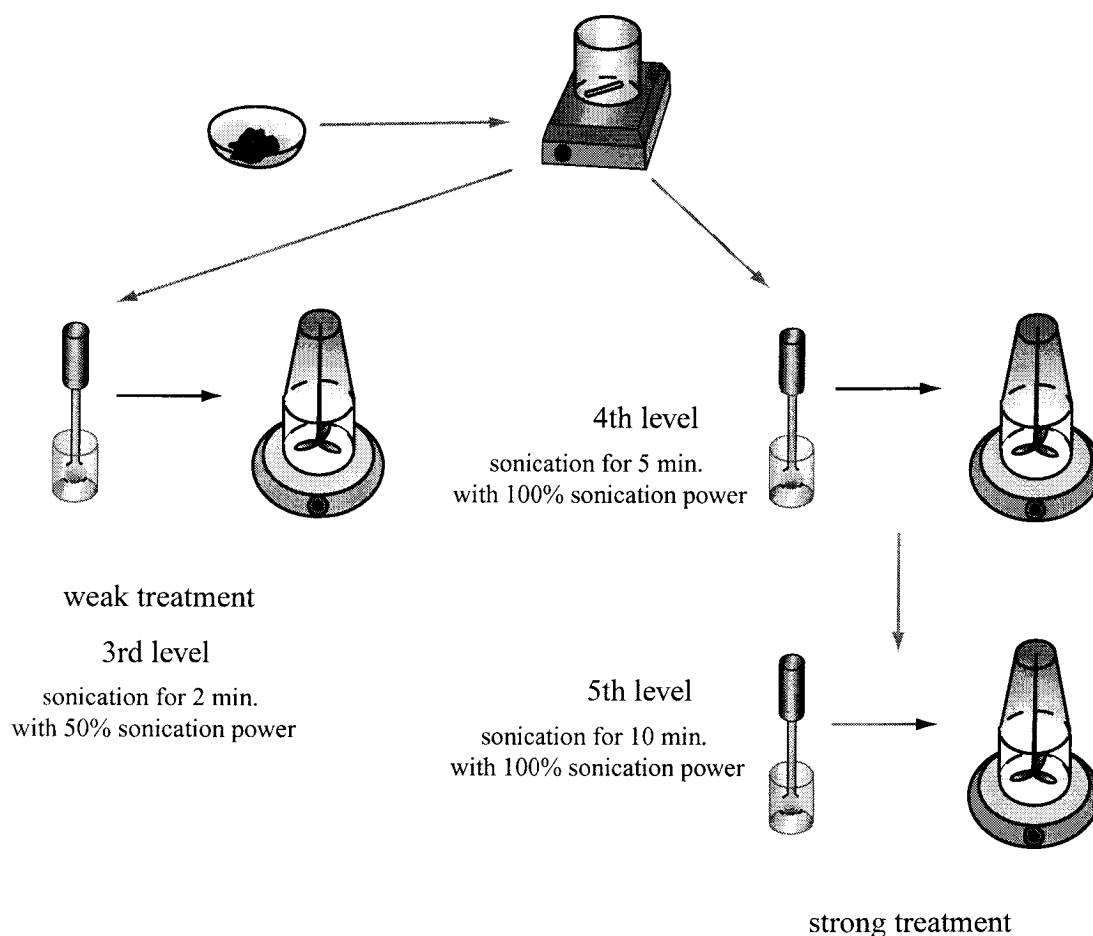 4th level
sonication for 5 min.
with 100% sonication power
weak treatment
3rd level
sonication for 2 min.
with 50% sonication power
5th level
sonication for 10 min.
with 100% sonication power
strong treatment